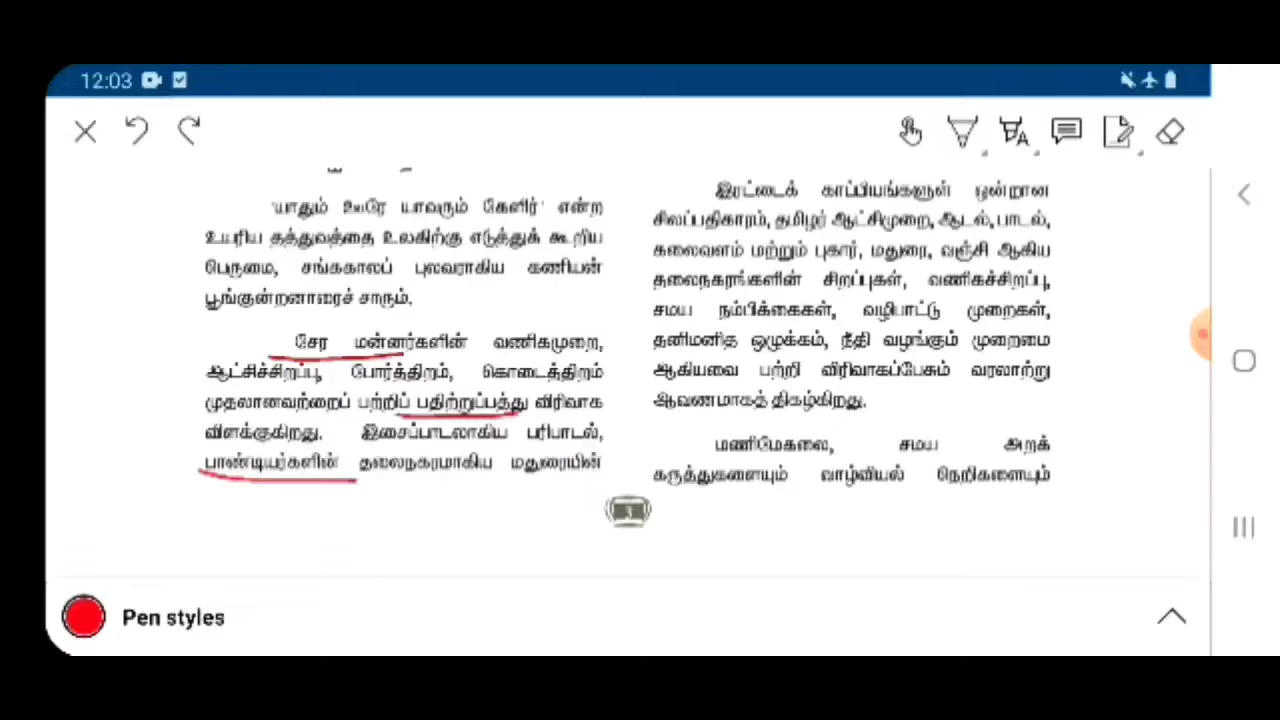 12:03
'யாதும் ஊரே யாவரும் கேளிர்' என்ற
உயரிய தத்துவத்தை உலகிற்கு எடுத்துக் கூறிய
பெருமை, சங்ககாலப் புலவராகிய கணியன்
பூங்குன்றனாரைச் சாரும்.
சேர மன்னர்களின் வணிகமுறை,
ஆட்சிச்சிறப்பு, போர்த்திறம், கொடைத்திறம்
முதலானவற்றைப் பற்றிப் பதிற்றுப்பத்து விரிவாக
விளக்குகிறது. இசைப்பாடலாகிய பரிபாடல்,
பாண்டியர்களின் தலைநகரமாகிய மதுரையின்
இரட்டைக் காப்பியங்களுள் ஒன்றான
சிலப்பதிகாரம், தமிழர் ஆட்சிமுறை, ஆடல், பாடல்,
கலைவளம் மற்றும் புகார், மதுரை, வஞ்சி ஆகிய
தலைநகரங்களின் சிறப்புகள், வணிகச்சிறப்பு,
சமய நம்பிக்கைகள், வழிபாட்டு முறைகள்,
தனிமனித ஒழுக்கம், நீதி வழங்கும் முறைமை
ஆகியவை பற்றி விரிவாகப்பேசும் வரலாற்று
ஆவணமாகத் திகழ்கிறது.
மணிமேகலை, சமய அறக்
கருத்துகளையும் வாழ்வியல் நெறிகளையும்
3
Pen styles